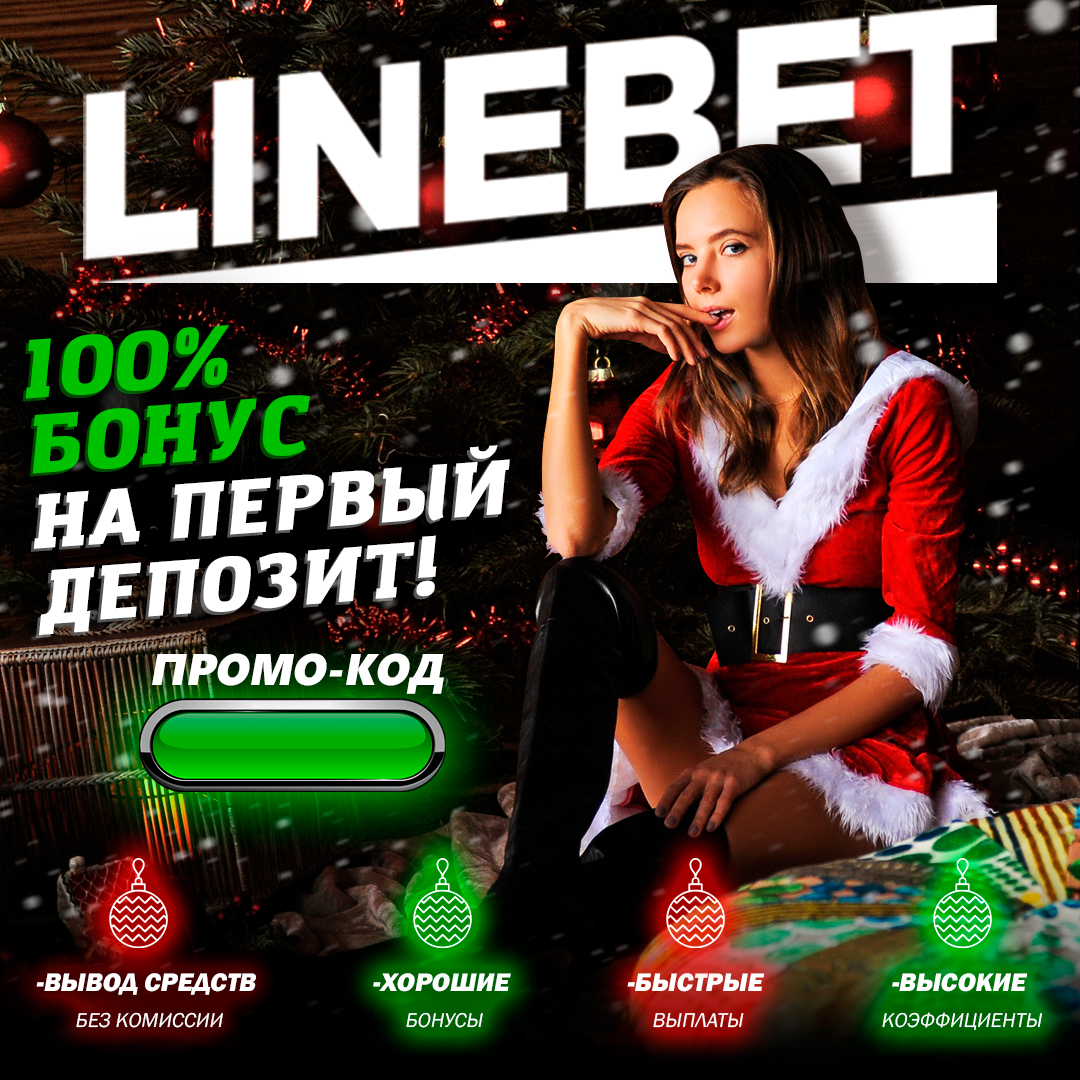 LINEBET
100%
БОНУС
НА ПЕРВЫЙ
ДЕПОЗИТ!
ПРОМО-КОД
-ВЫВОД СРЕДСТВ
БЕЗ КОМИССИИ
-ХОРОШИЕ
БОНУСЫ
-БЫСТРЫЕ
ВЫПЛАТЫ
-ВЫСОКИЕ
КОЭФФИЦИЕНТЫ